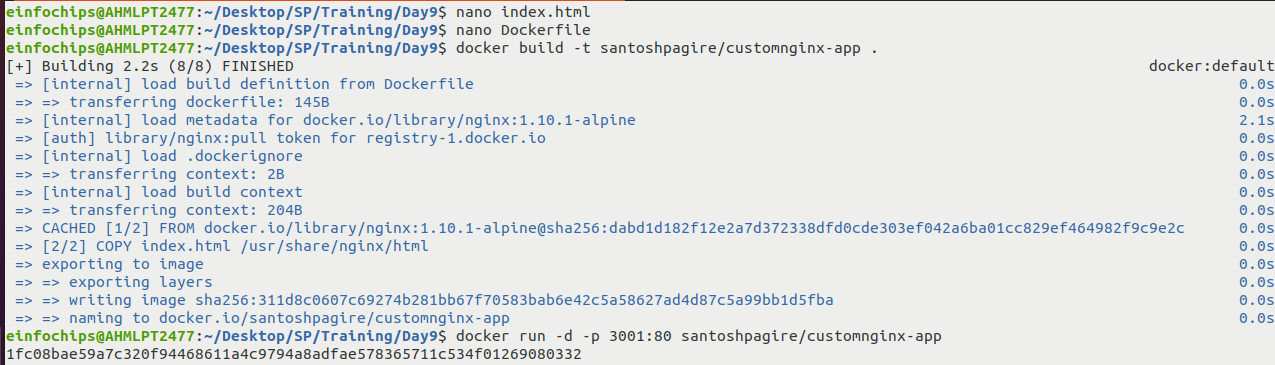 einfochips@AHMLPT2477:~/Desktop/SP/Training/Day9$ nano index.html
einfochips@AHMLPT2477:~/Desktop/SP/Training/Day9$ nano Dockerfile
einfochips@AHMLPT2477:~/Desktop/SP/Training/Day9$ docker build -t santoshpagire/customnginx-app .
[+] Building 2.2s (8/8) FINISHED docker:default
=> [internal] load build definition from Dockerfile 0.0s
=> => transferring dockerfile: 145B 0.0s
=> [internal] load metadata for docker.io/library/nginx:1.10.1-alpine 2.1s
=> [auth] library/nginx:pull token for registry-1.docker.io 0.0s
=> [internal] load .dockerignore 0.0s
=> => transferring context: 2B 0.0s
=> [internal] load build context 0.0s
=> => transferring context: 204B 0.0s
=> CACHED [1/2] FROM docker.io/library/nginx:1.10.1-alpine@sha256:dabd1d182f12e2a7d372338dfd0cde303ef042a6ba01cc829ef464982f9c9e2c 0.0s
=> [2/2] COPY index.html /usr/share/nginx/html 0.0s
=> exporting to image 0.0s
=> => exporting layers 0.0s
=> => writing image sha256:311d8c0607c69274b281bb67f70583bab6e42c5a58627ad4d87c5a99bb1d5fba 0.0s
=> => naming to docker.io/santoshpagire/customnginx-app 0.0s
einfochips@AHMLPT2477:~/Desktop/SP/Training/Day9$ docker run -d -p 3001:80 santoshpagire/customnginx-app
1fc08bae59a7c320f94468611a4c9794a8adfae578365711c534f01269080332